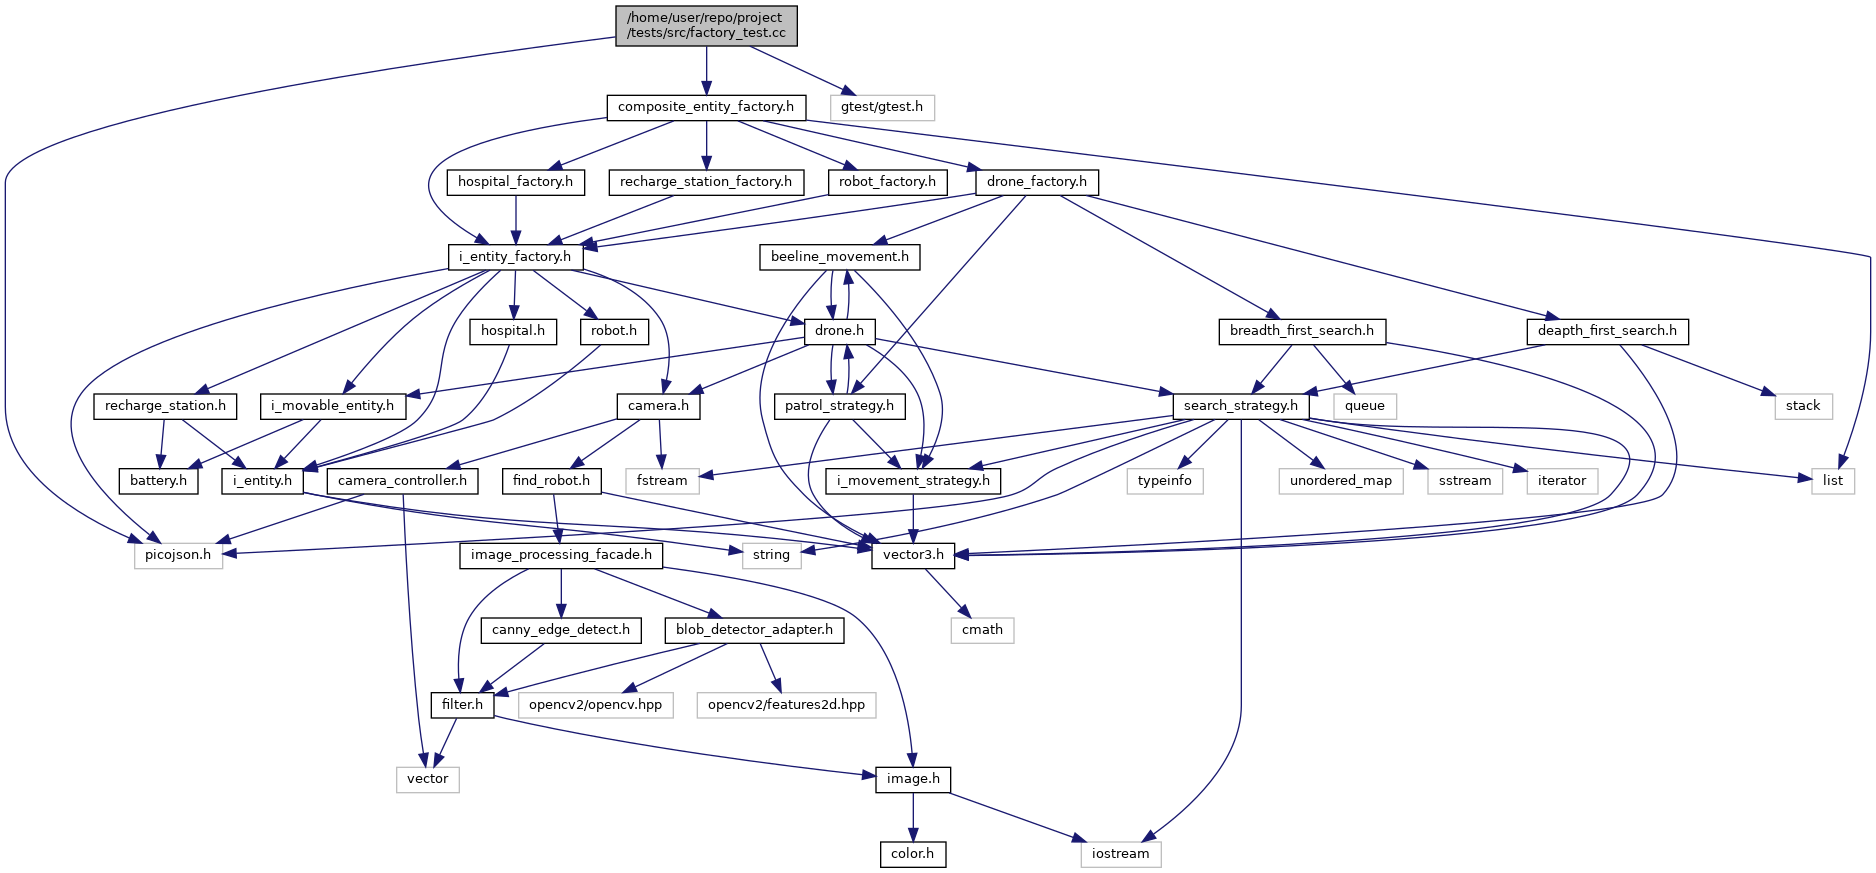 /home/user/repo/project
/tests/src/factory_test.cc
composite_entity_factory.h
gtest/gtest.h
hospital_factory.h
recharge_station_factory.h
robot_factory.h
drone_factory.h
i_entity_factory.h
beeline_movement.h
hospital.h
robot.h
drone.h
breadth_first_search.h
deapth_first_search.h
recharge_station.h
i_movable_entity.h
camera.h
patrol_strategy.h
search_strategy.h
queue
stack
battery.h
i_entity.h
camera_controller.h
find_robot.h
fstream
i_movement_strategy.h
typeinfo
unordered_map
sstream
iterator
list
picojson.h
image_processing_facade.h
string
vector3.h
canny_edge_detect.h
blob_detector_adapter.h
cmath
filter.h
opencv2/opencv.hpp
opencv2/features2d.hpp
vector
image.h
color.h
iostream